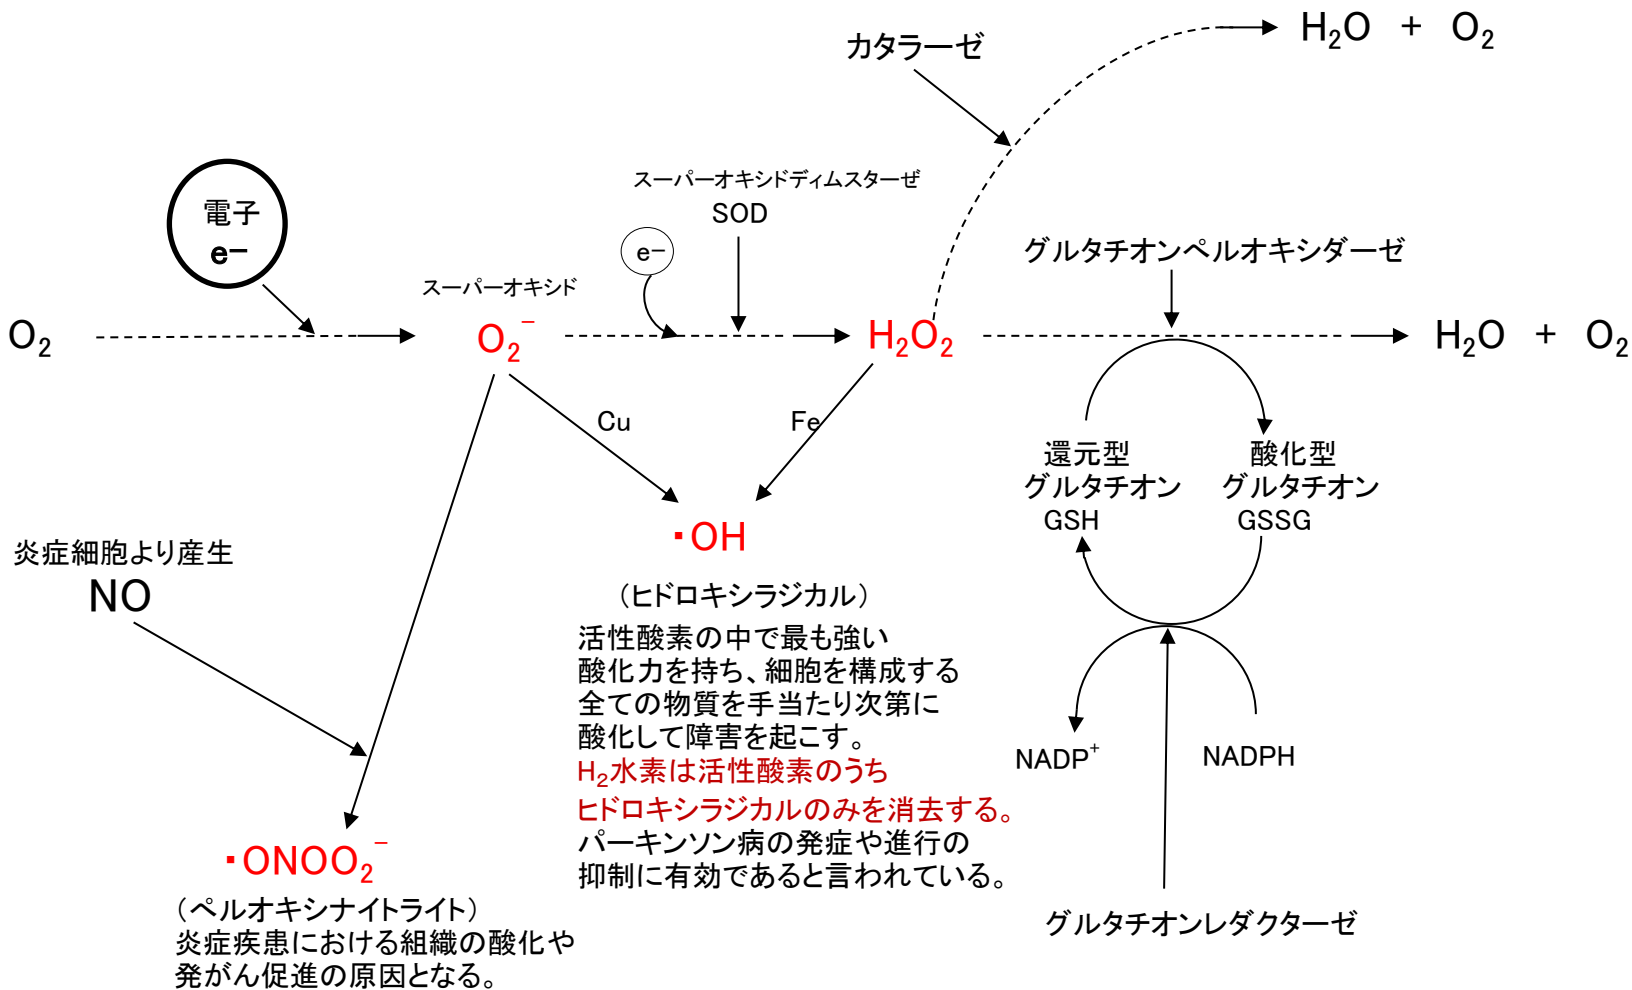 H₂O + O₂
カタラーゼ
スーパーオキシドディムスターゼ
SOD
電子
e−
e−
グルタチオンペルオキシダーゼ
スーパーオキシド
O₂
O₂⁻
H₂O₂
H₂O + O₂
Cu
Fe
還元型
グルタチオン
GSH
酸化型
グルタチオン
GSSG
・OH
炎症細胞より産生
NO
（ヒドロキシラジカル）
活性酸素の中で最も強い
酸化力を持ち、細胞を構成する
全ての物質を手当たり次第に
酸化して障害を起こす。
H₂水素は活性酸素のうち
ヒドロキシラジカルのみを消去する。
パーキンソン病の発症や進行の
抑制に有効であると言われている。
NADP⁺
NADPH
・ONOO₂⁻
（ペルオキシナイトライト）
炎症疾患における組織の酸化や
発がん促進の原因となる。
グルタチオンレダクターゼ